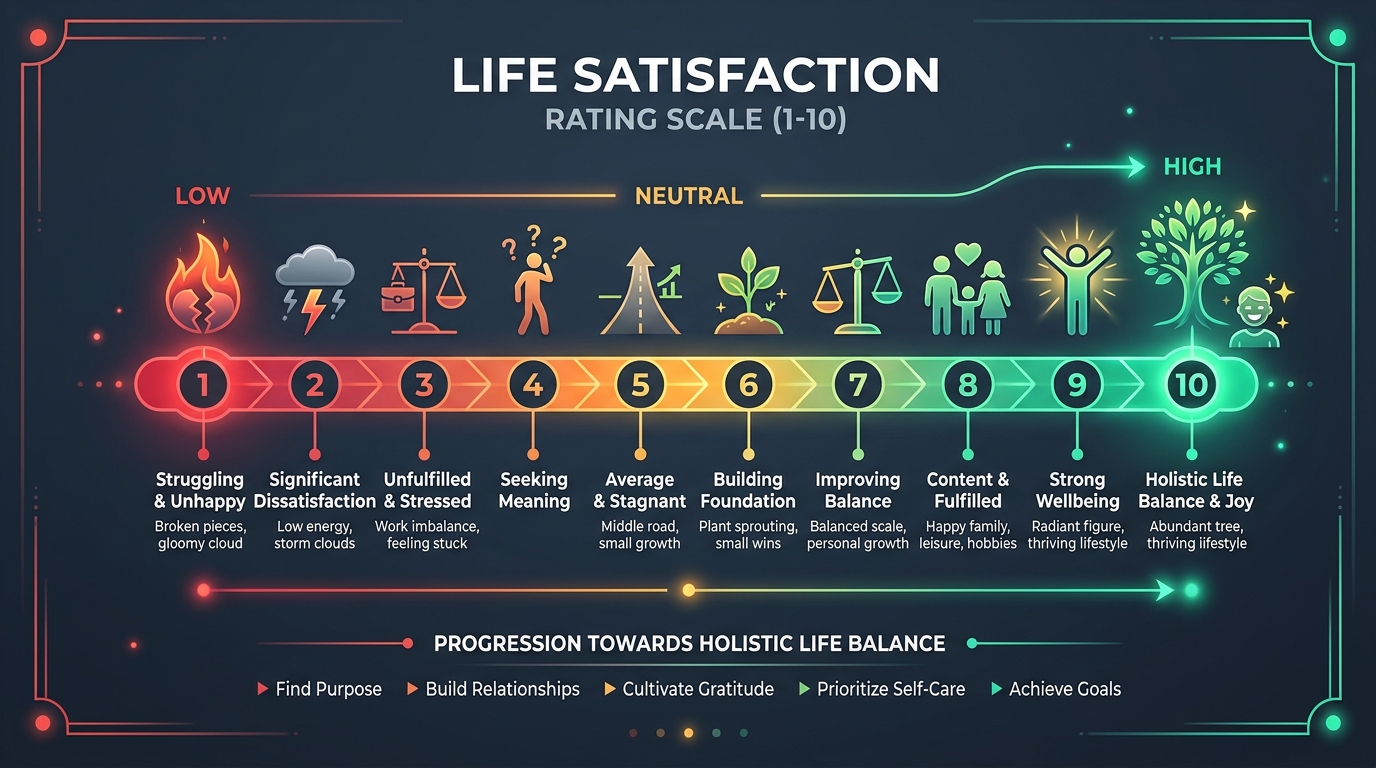 LIFE SATISFACTION
RATING SCALE (1-10)
LOW
NEUTRAL
HIGH
? ? ?
1 2 3 4 5 6 7 8 9 10
Struggling
& Unhappy
Broken pieces,
gloomy cloud
Significant
Dissatisfaction
Low energy,
storm clouds
Unfulfilled
& Stressed
Work imbalance,
feeling stuck
Seeking
Meaning
Average
& Stagnant
Middle road,
small growth
Building
Foundation
Plant sprouting,
small wins
Improving
Balance
Balanced scale,
personal growth
Content &
Fulfilled
Happy family,
leisure, hobbies
Strong
Wellbeing
Radiant figure,
thriving lifestyle
Holistic Life
Balance & Joy
Abundant tree,
thriving iifestyle
PROGRESSION TOWARDS HOLISTIC LIFE BALANCE
Find Purpose
Build Relationships
Cultivate Gratitude
Prioritize Self-Care
Achieve Goals